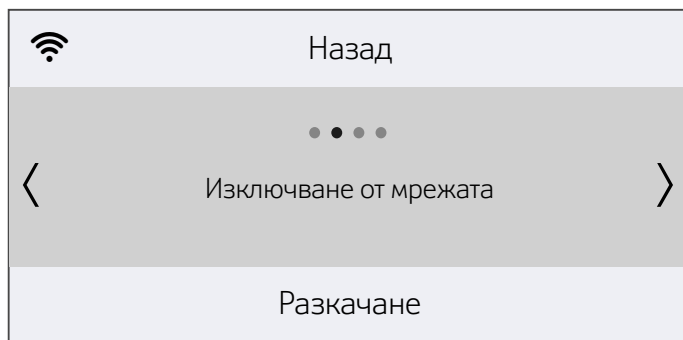 Назад
Изключване от мрежата
Разкачане